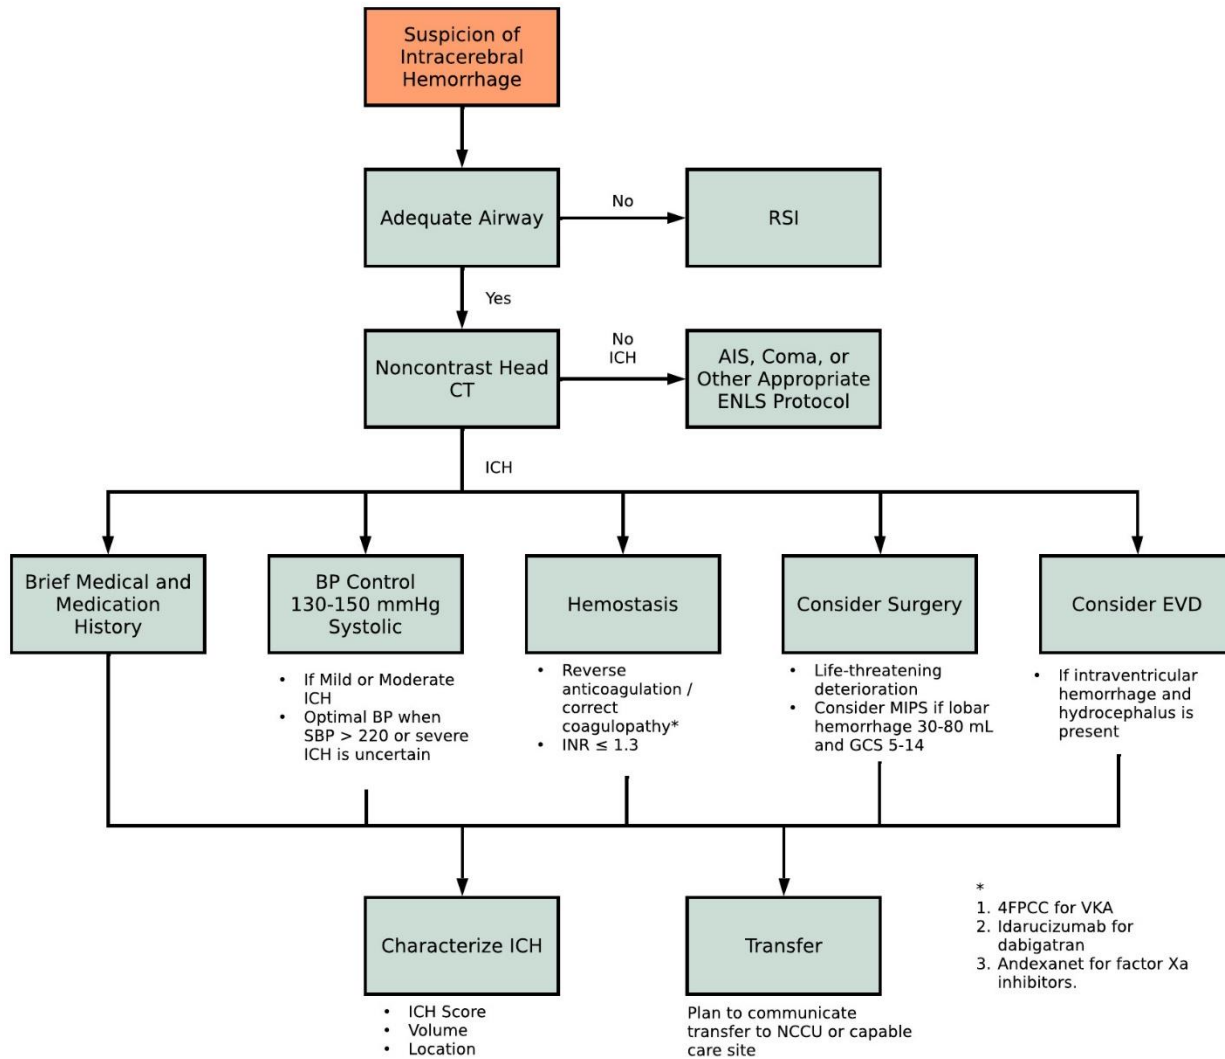 Suspicion of
Intracerebral
Hemorrhage
Adequate Airway
No
RSI
Yes
Noncontrast Head
CT
No
ICH
AIS, Coma, or
Other Appropriate
ENLS Protocol
ICH
Brief Medical and
Medication
History
BP Control
130-150 mmHg
Systolic
• If Mild or Moderate
ICH
• Optimal BP when
SBP > 220 or severe
ICH is uncertain
Hemostasis
• Reverse
anticoagulation /
correct
coagulopathy*
• INR ≤ 1.3
Consider Surgery
• Life-threatening
deterioration
• Consider MIPS if lobar
hemorrhage 30-80 mL
and GCS 5-14
Consider EVD
• If intraventricular
hemorrhage and
hydrocephalus is
present
Characterize ICH
• ICH Score
• Volume
• Location
Transfer
Plan to communicate
transfer to NCCU or capable
care site
*
1. 4FPCC for VKA
2. Idarucizumab for
dabigatran
3. Andexanet for factor Xa
inhibitors.